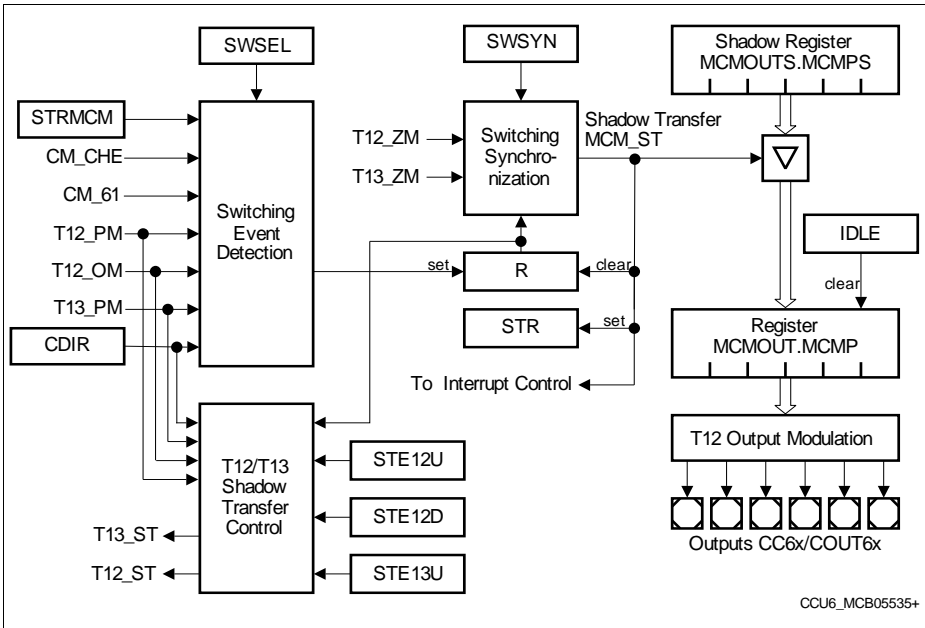 SWSEL
SWSYN
Shadow Register
MCMOUTS.MCMPS
STRMCM
CM_CHE
CM_61
T12_PM
T12_OM
T13_PM
CDIR
Switching
Event
Detection
T12_ZM
T13_ZM
Switching
Synchro-
nization
Shadow Transfer
MCM_ST
IDLE
clear
set
R
clear
STR
set
To Interrupt Control
Register
MCMOUT.MCMP
T12 Output Modulation
Outputs CC6x/COUT6x
T12/T13
Shadow
Transfer
Control
STE12U
STE12D
STE13U
T13_ST
T12_ST
CCU6_MCB05535+